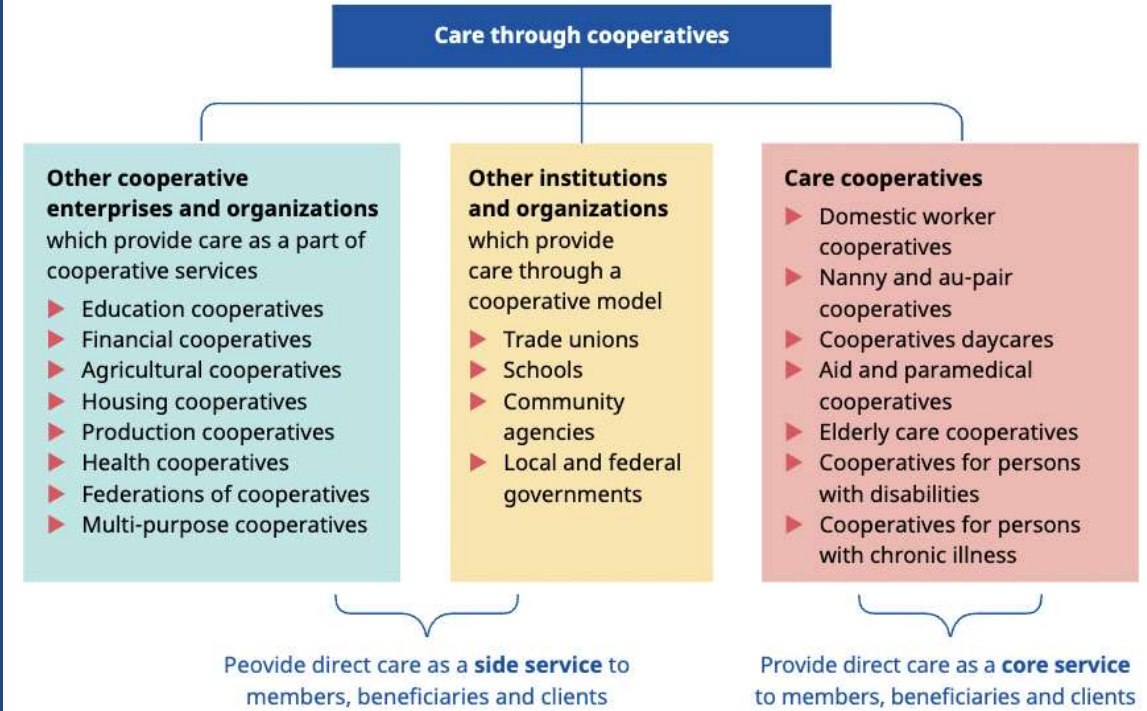 Care through cooperatives
Other cooperative
enterprises and organizations
which provide care as a part of
cooperative services
Education cooperatives
Financial cooperatives
Agricultural cooperatives
Housing cooperatives
Production cooperatives
Health cooperatives
Federations of cooperatives
Multi-purpose cooperatives
Other institutions
and organizations
which provide
care through a
cooperative model
Trade unions
Schools
Community
agencies
Local and federal
governments
Care cooperatives
Domestic worker
cooperatives
Nanny and au-pair
cooperatives
Cooperatives daycares
Aid and paramedical
cooperatives
Elderly care cooperatives
Cooperatives for persons
with disabilities
Cooperatives for persons
with chronic illness
Peovide direct care as a side service to
members, beneficiaries and clients
Provide direct care as a core service
to members, beneficiaries and clients